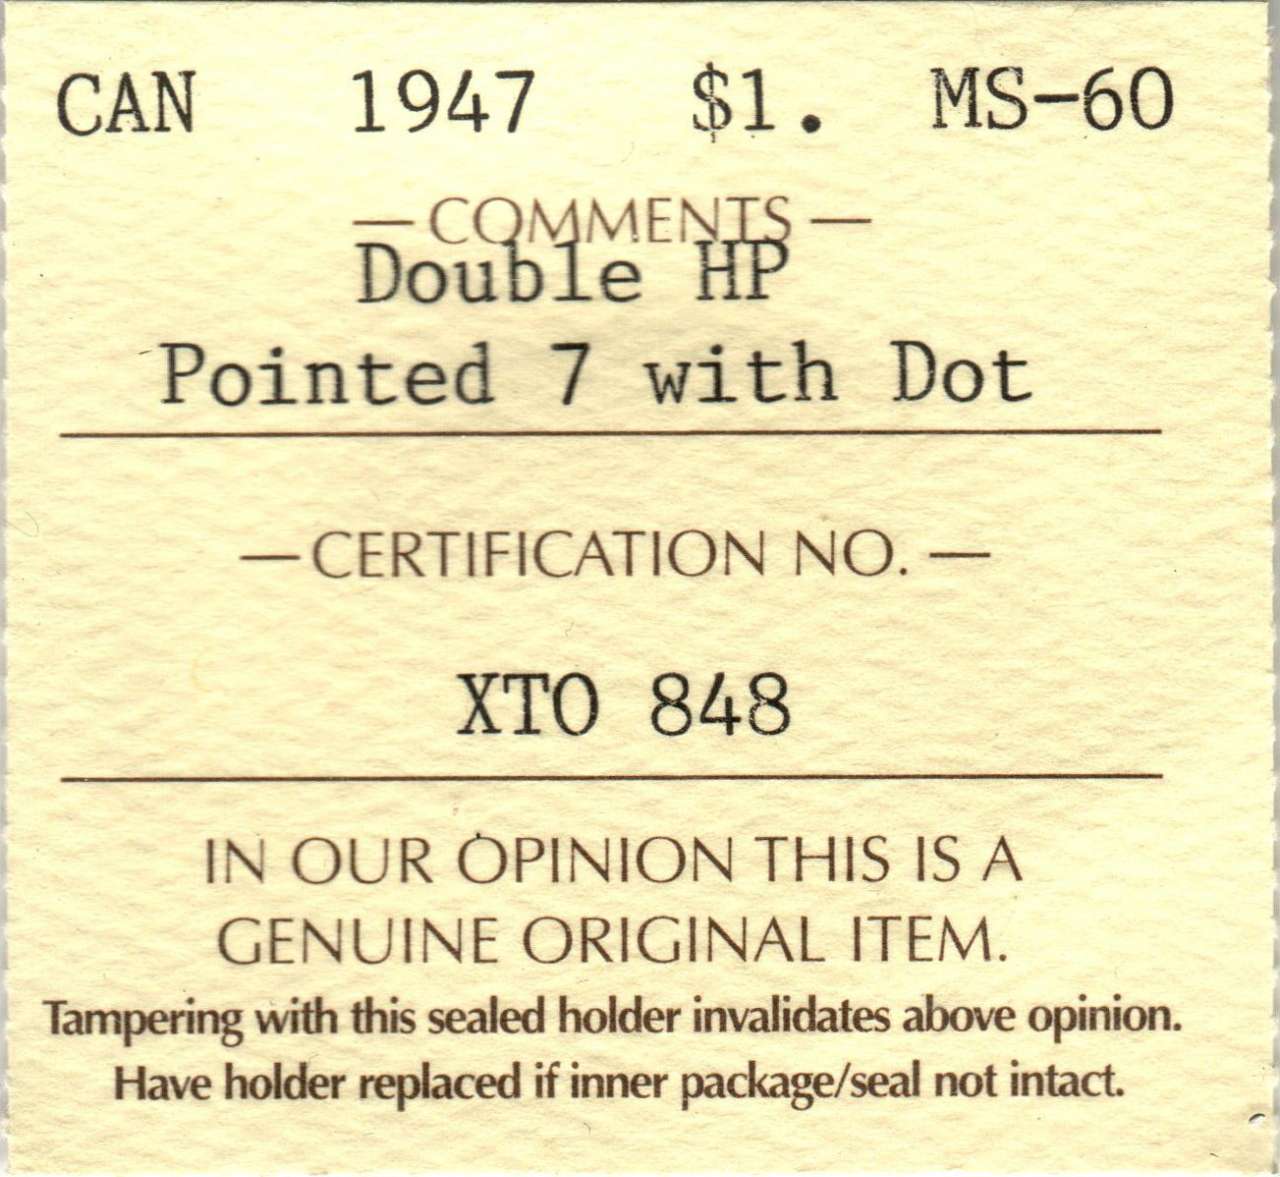 CAN 1947 $1. MS-60
— COMMENTS —
Double HP
Pointed 7 with Dot
— CERTIFICATION NO. —
XTO 848
IN OUR OPINION THIS IS A
GENUINE ORIGINAL ITEM.
Tampering with this sealed holder invalidates above opinion.
Have holder replaced if inner package/seal not intact.